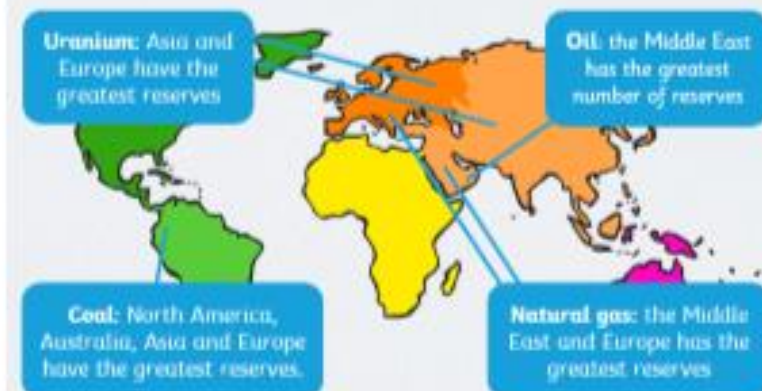 Uranium: Asia and
Europe have the
greatest reserves
Oil: the Middle East
has the greatest
number of reserves
Coal: North America,
Australia, Asia and Europe
have the greatest reserves.
Natural gas: the Middle
East and Europe has the
greatest reserves